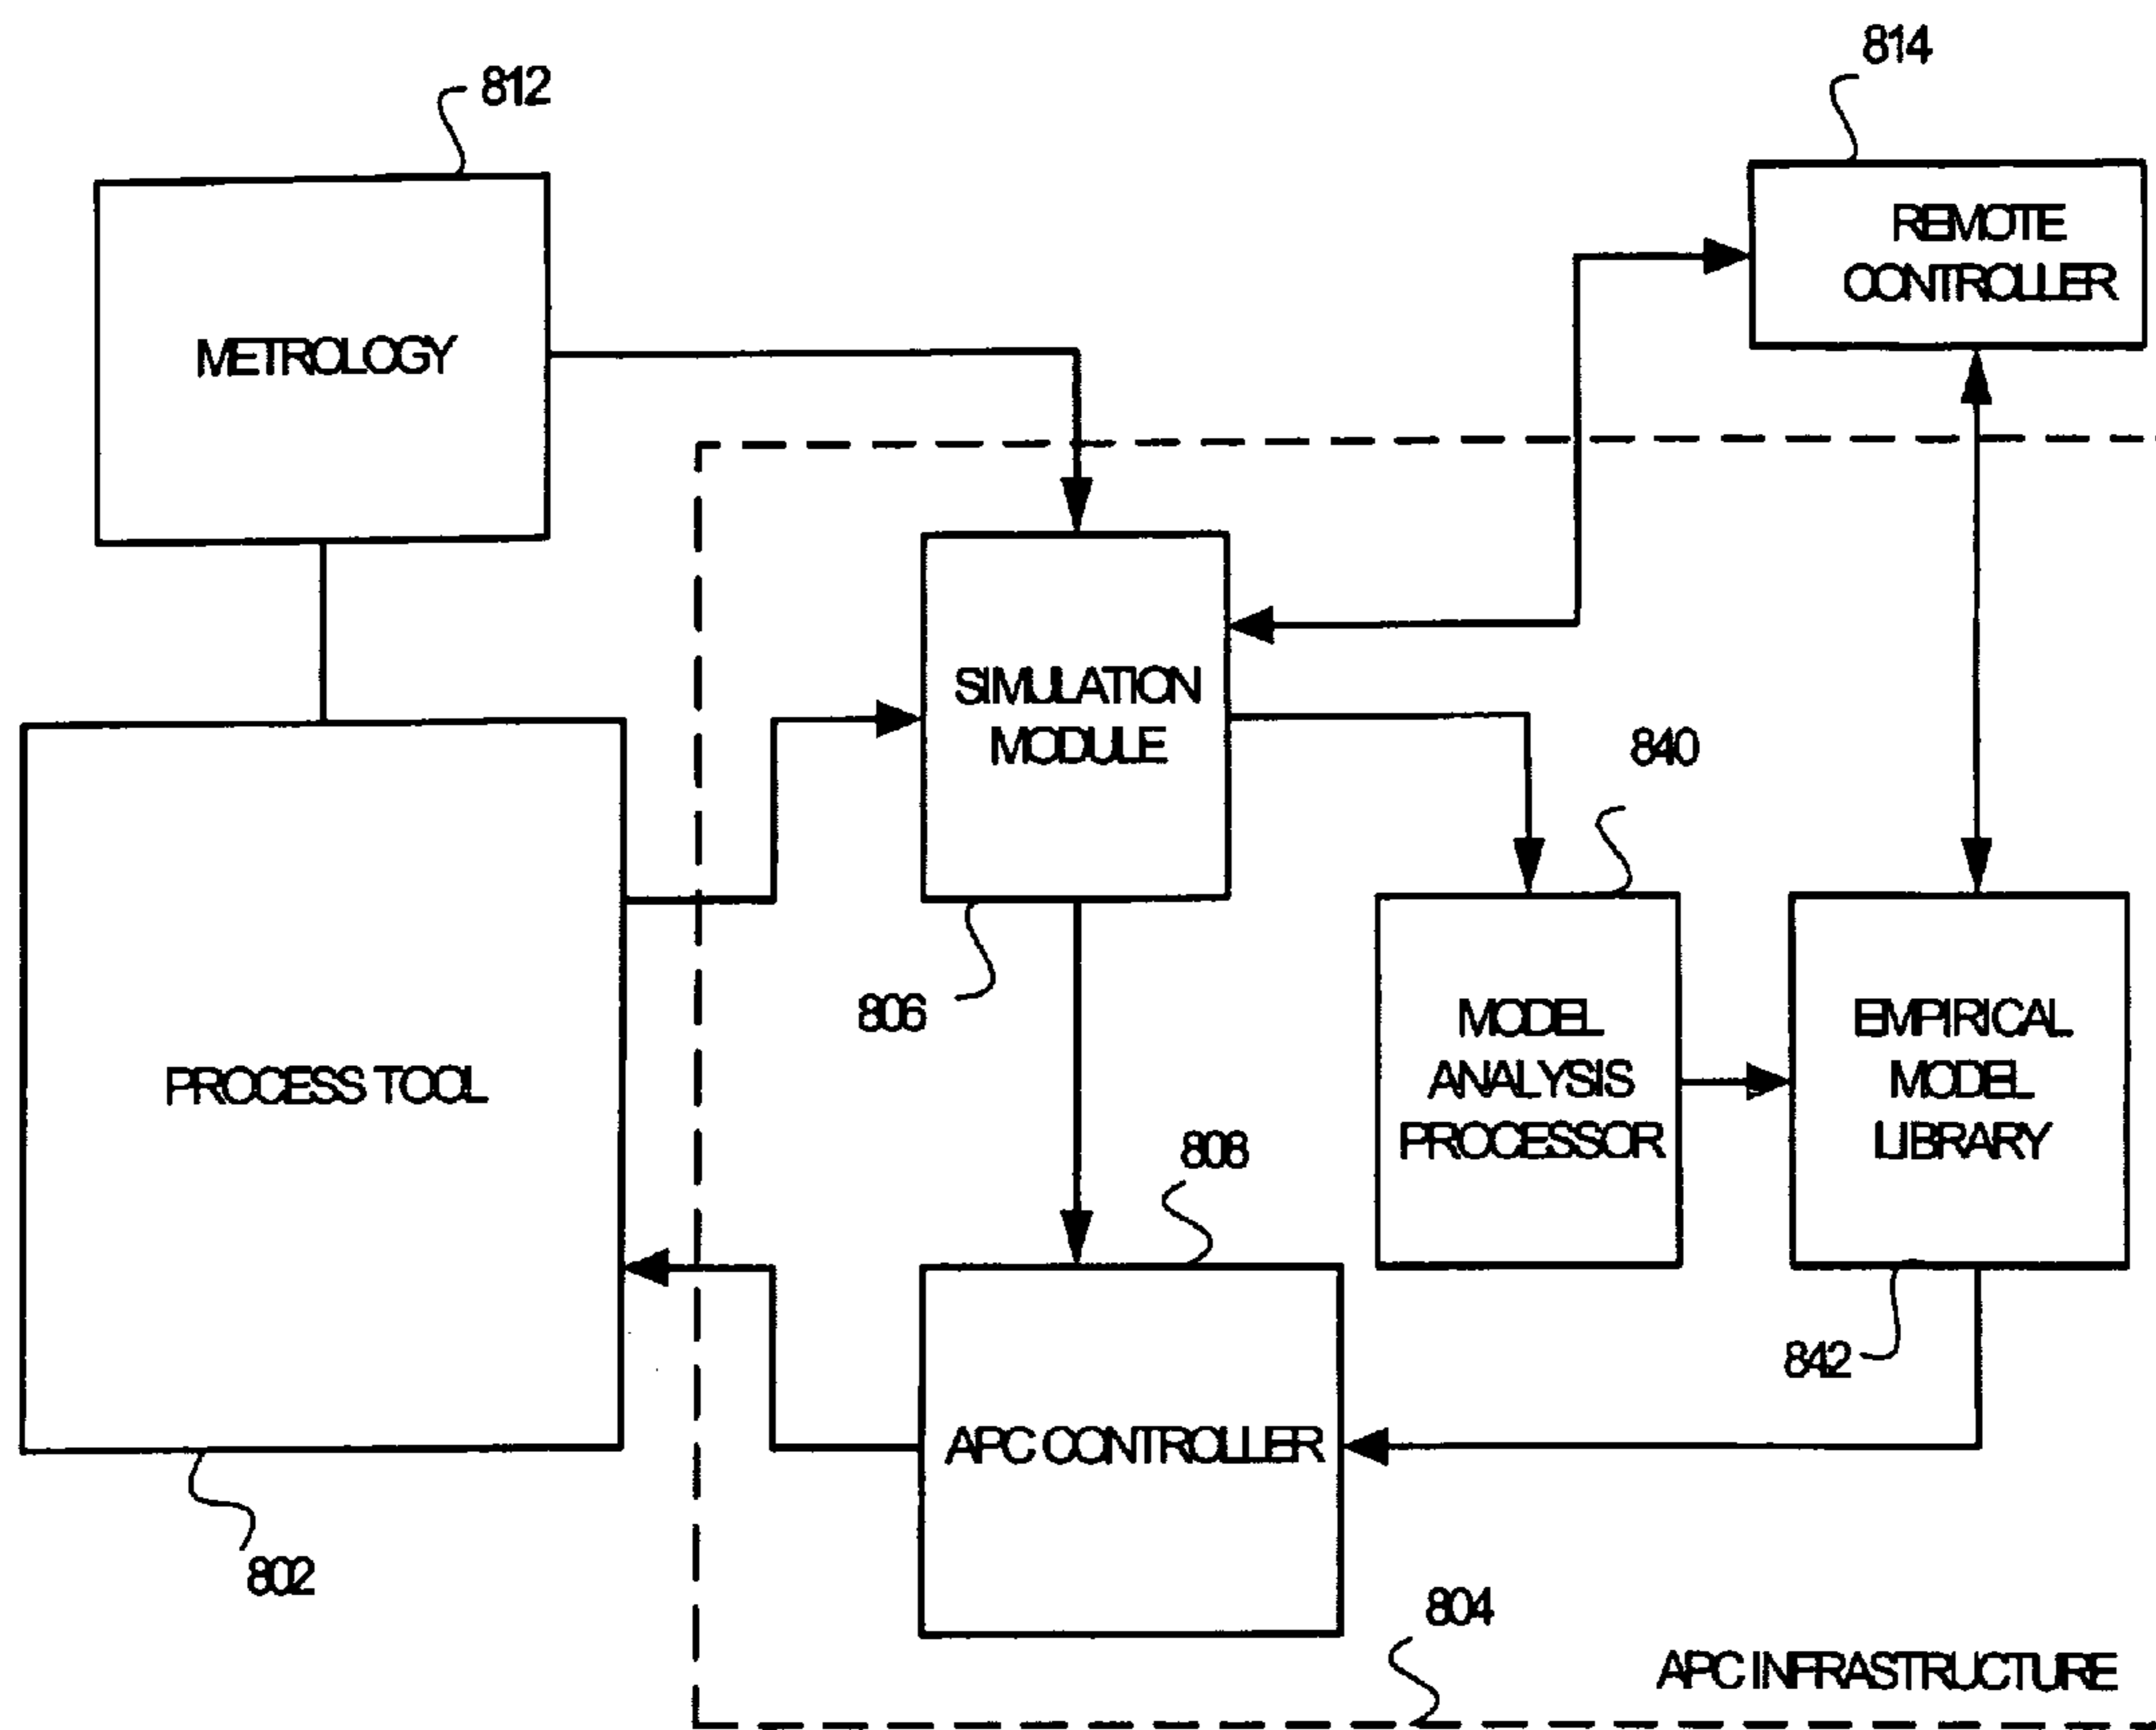 814
812
REMOTE
CONTROLLER
METROLOGY
SIMULATION
MODULE
840
806
MODEL
ANALYSIS
PROCESSOR
EMPIRICAL
MODEL
LIBRARY
PROCESS TOOL
808
842
APC CONTROLLER
802
804
APC INFRASTRUCTURE